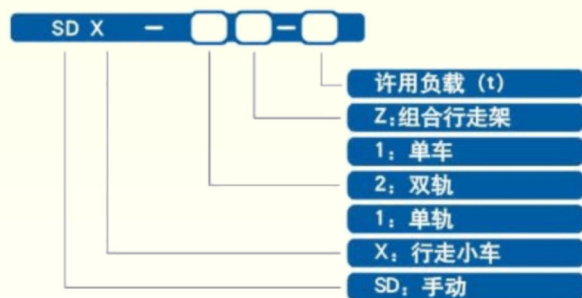 SD X - □□-□
许用负载（t）
Z:组合行走架
1：单车
2：双轨
1：单轨
X：行走小车
SD：手动